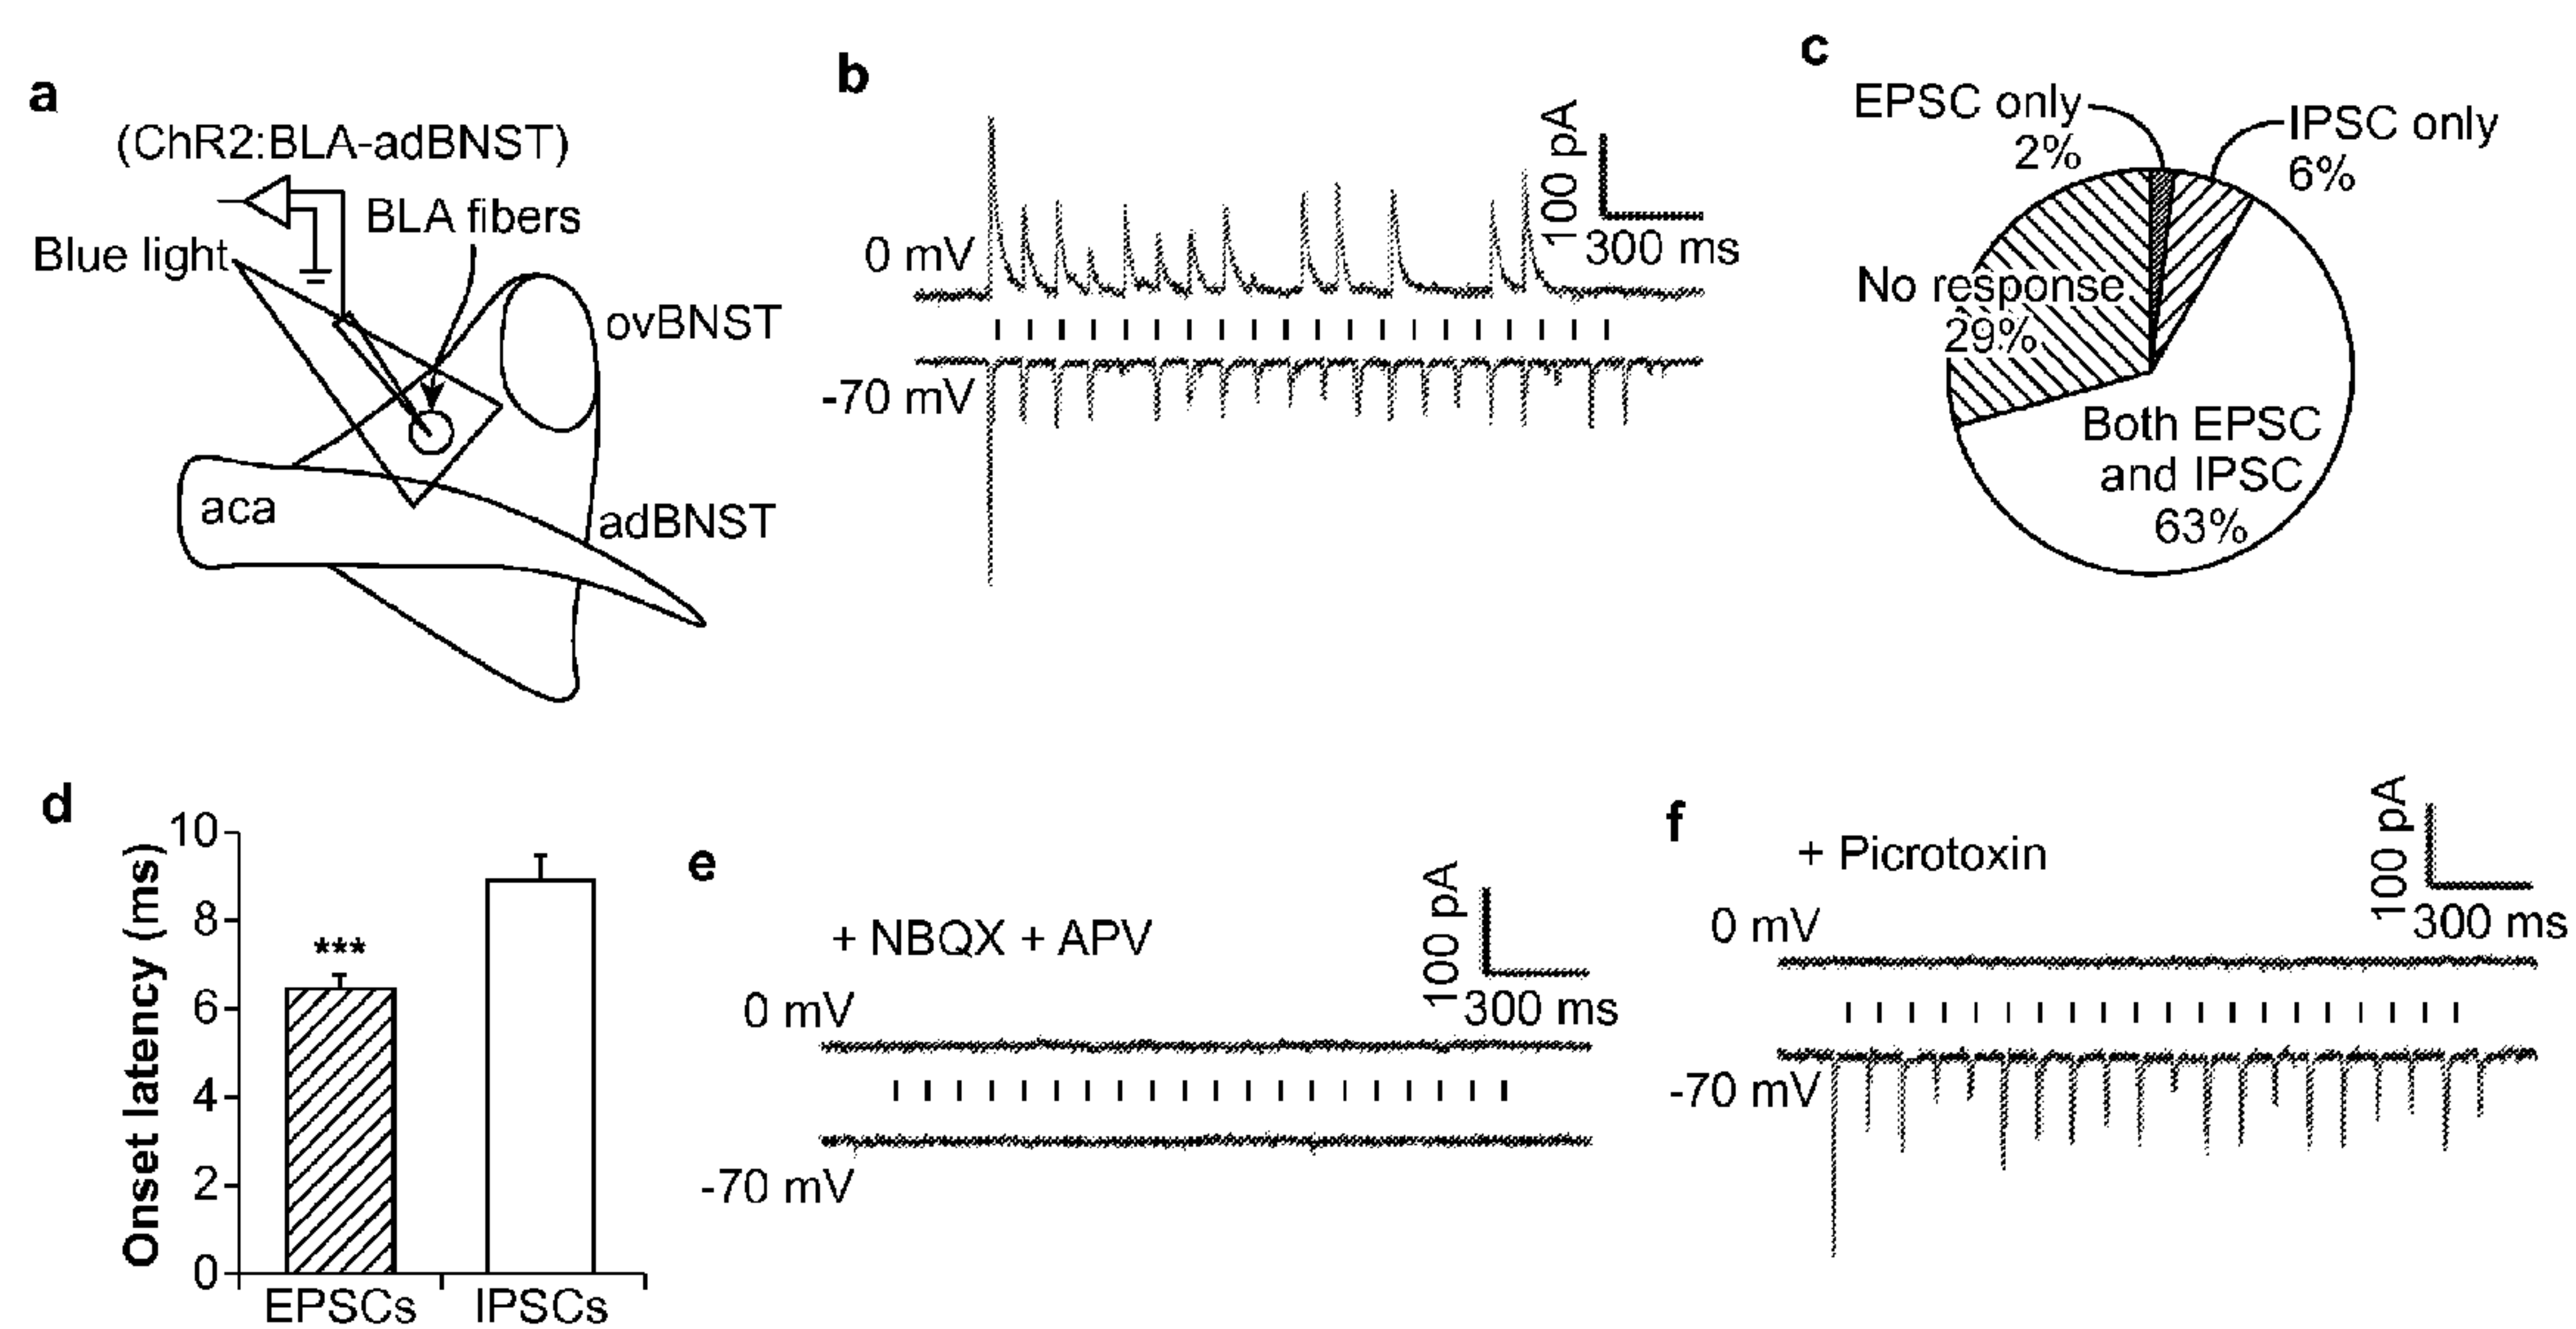 a
(ChR2:BLA-adBNST)
BLA fibers
Blue light
ovBNST
aca
adBNST
b
100 pA
300 ms
0 mV
-70 mV
c
EPSC only
2%
IPSC only
6%
No response
29%
Both EPSC
and IPSC
63%
d
Onset latency (ms)
10
8
6
4
2
0
***
EPSCs
IPSCs
e
+ NBQX + APV
100 pA
300 ms
0 mV
-70 mV
f
+ Picrotoxin
100 pA
300 ms
0 mV
-70 mV